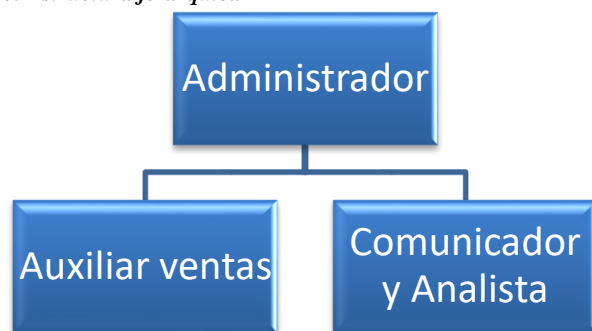 Administrador
Auxiliar ventas
Comunicador
y Analista